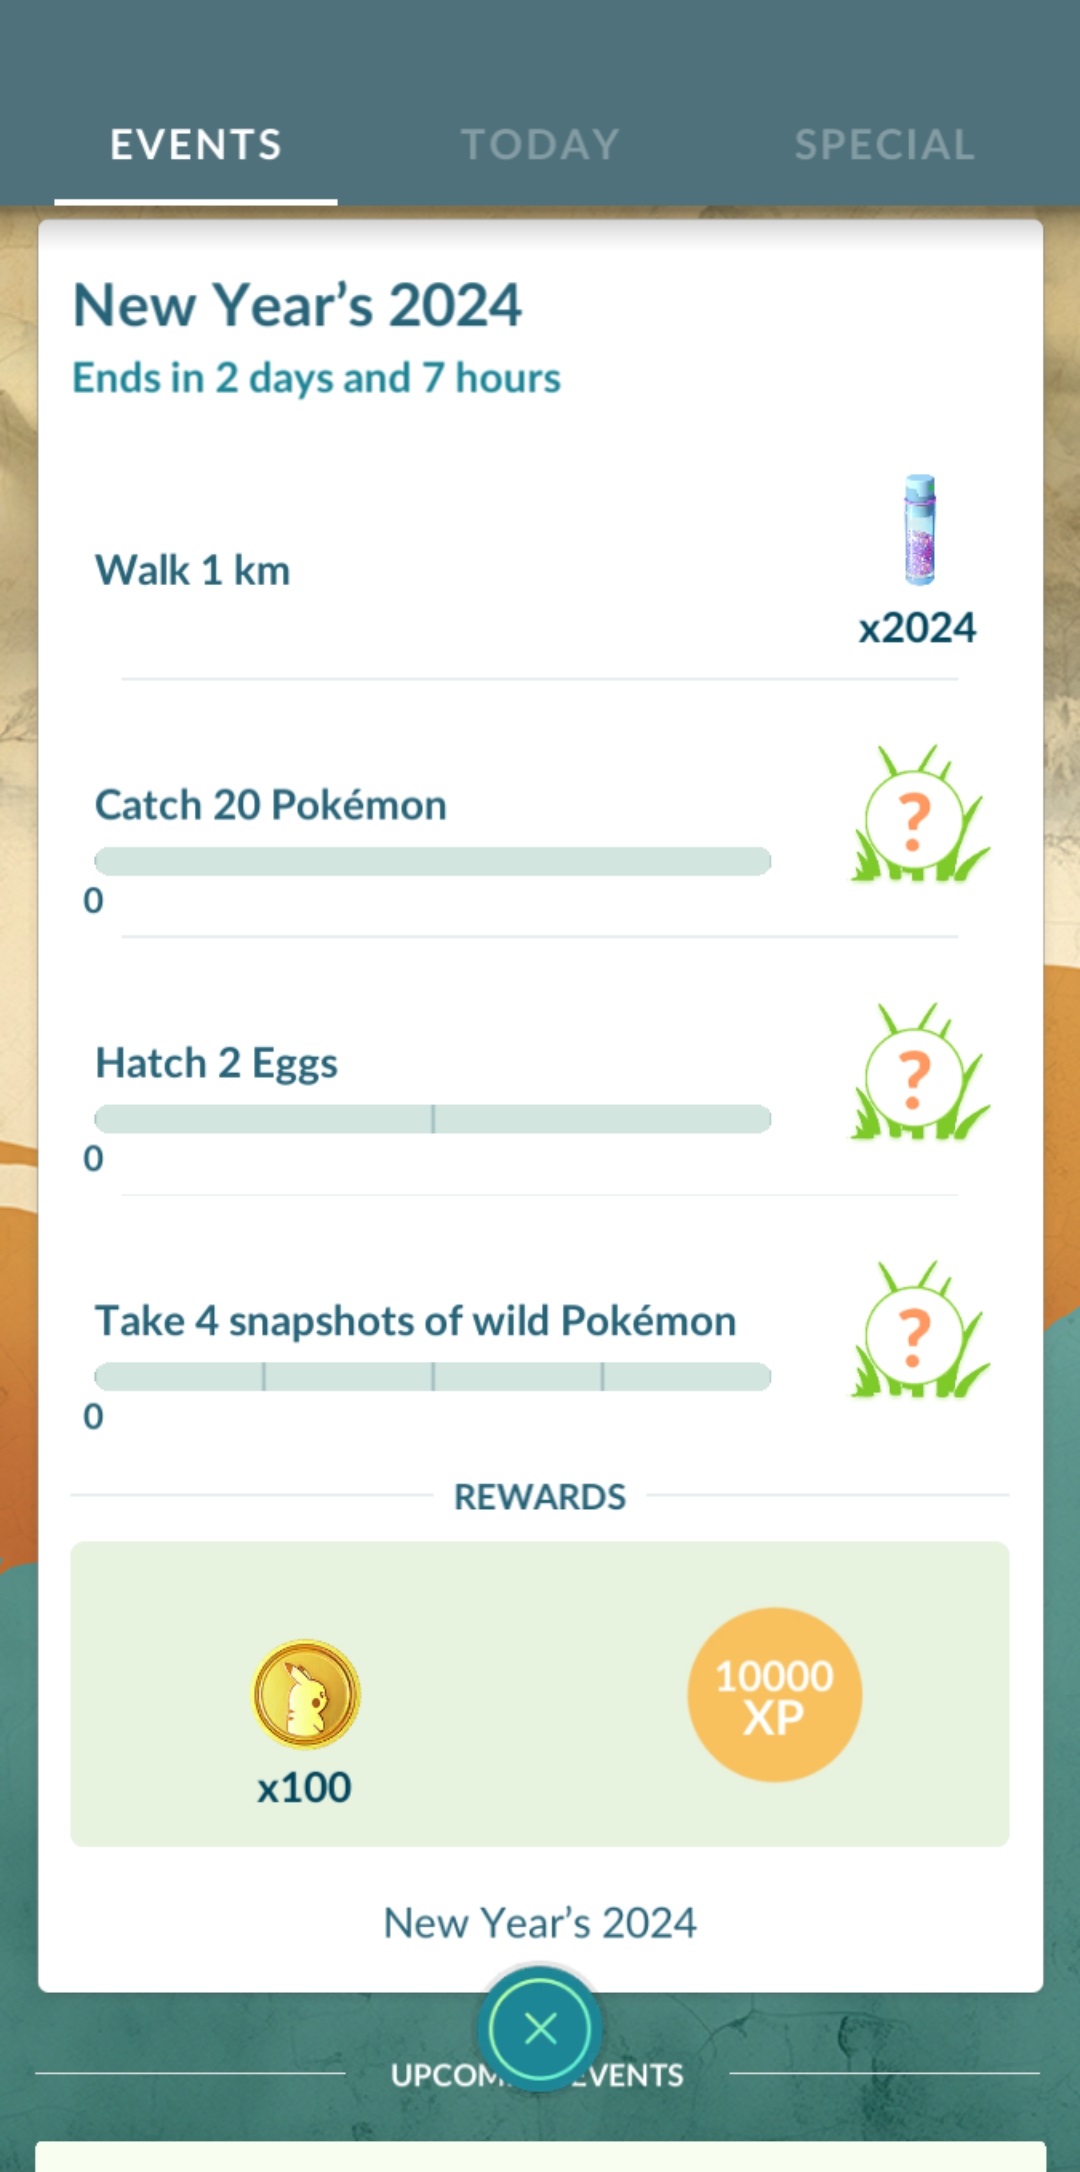 EVENTS TODAY SPECIAL
New Year’s 2024
Ends in 2 days and 7 hours
Walk 1 km
x2024
Catch 20 Pokémon
?
0
Hatch 2 Eggs
?
0
Take 4 snapshots of wild Pokémon
?
0
REWARDS
10000
XP
x100
New Year’s 2024
EVENTS